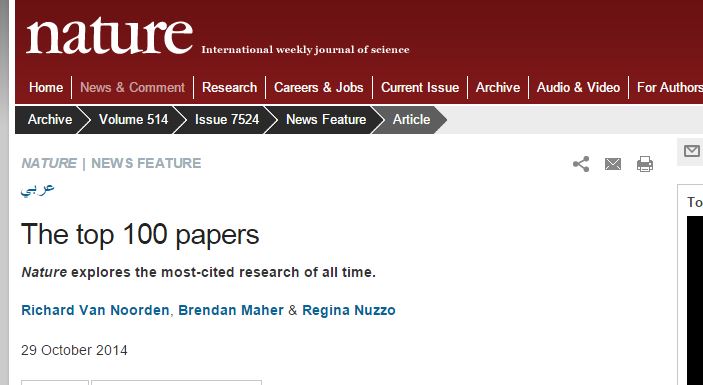 nature International weekly journal of science
Home News & Comment Research Careers & Jobs Current Issue Archive Audio & Video For Authors
Archive Volume 514 Issue 7524 News Feature Article
NATURE | NEWS FEATURE
عربي
The top 100 papers
Nature explores the most-cited research of all time.
Richard Van Noorden, Brendan Maher & Regina Nuzzo
29 October 2014
To